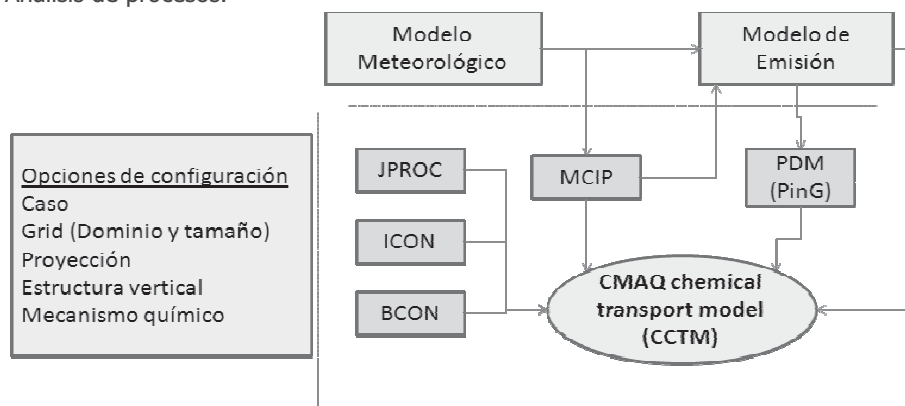 Análisis de procesos.
Modelo
Meteorológico
Modelo de
Emisión
Opciones de configuración
Caso
Grid (Dominio y tamaño)
Proyección
Estructura vertical
Mecanismo químico
JPROC
ICON
BCON
MCIP
PDM
(PinG)
CMAQ chemical
transport model
(CCTM)